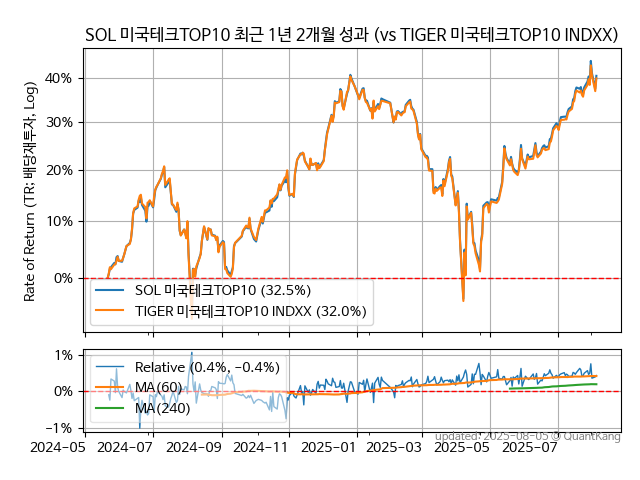 SOL 미국테크TOP10 최근 1년 2개월 성과 (vs TIGER 미국테크TOP10 INDXX)
Rate of Return (TR: 배당재투자, Log)
40%
30%
20%
10%
0%
SOL 미국테크TOP10 (32.5%)
TIGER 미국테크TOP10 INDXX (32.0%)
1%
0%
−1%
Relative (0.4%, −0.4%)
MA(60)
MA(240)
2024-05 2024-07 2024-09 2024-11 2025-01 2025-03 2025-05 2025-07
updated: 2025-08-05 © QuantKang